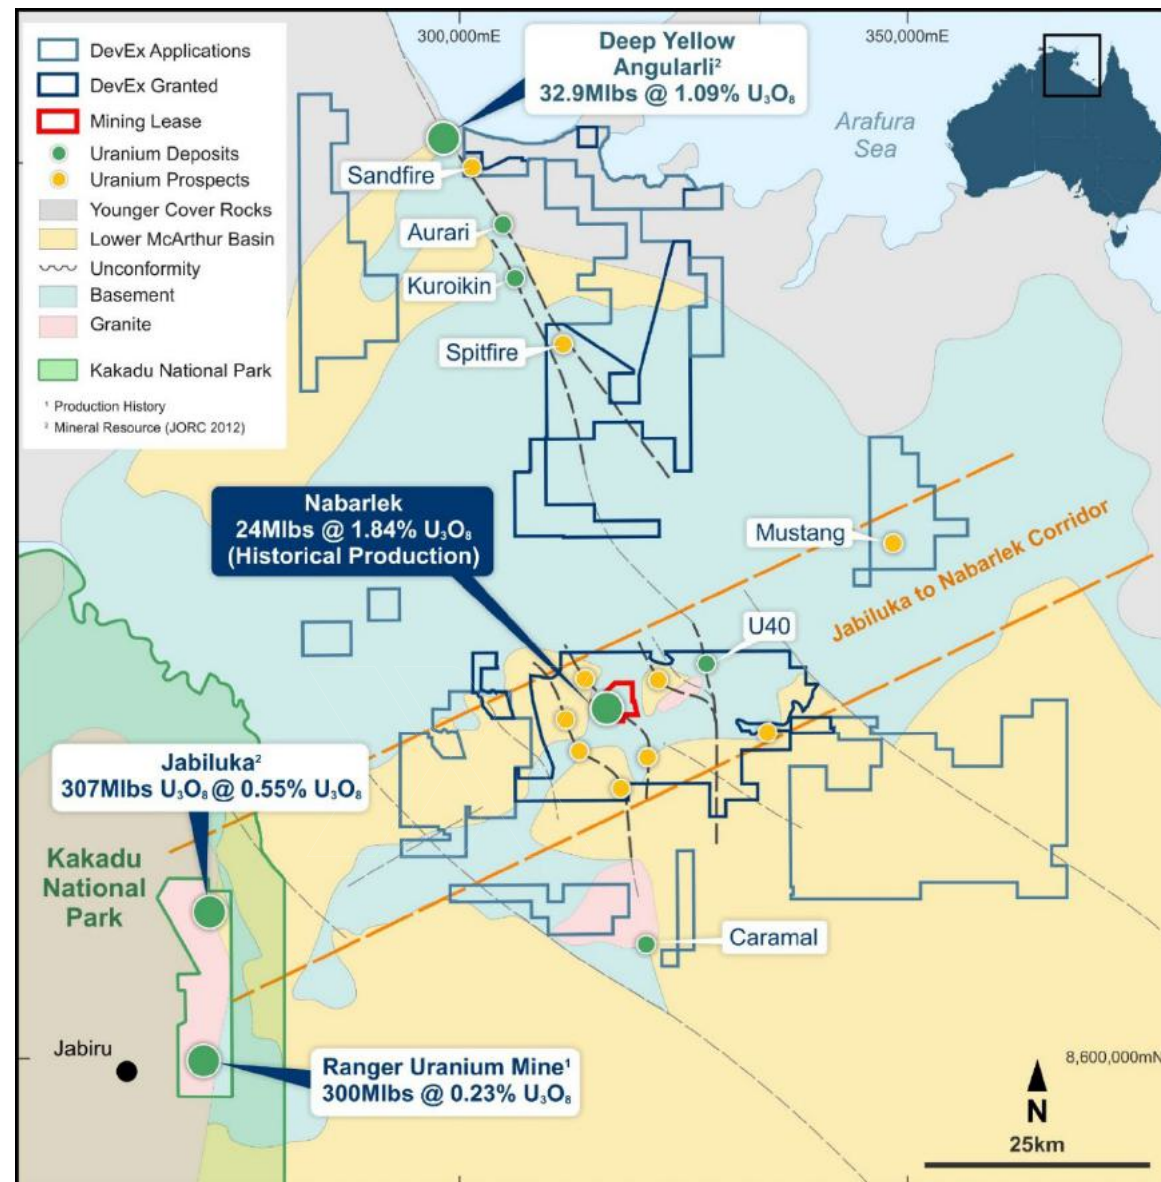 DevEx Applications
DevEx Granted
Mining Lease
Uranium Deposits
Uranium Prospects
Younger Cover Rocks
Lower McArthur Basin
Unconformity
Basement
Granite
Kakadu National Park
¹ Production History
² Mineral Resource (JORC 2012)
300,000mE
350,000mE
Deep Yellow
Angularli²
32.9Mlbs @ 1.09% U₃O₈
Arafura
Sea
Sandfire
Aurari
Kuroikin
Spitfire
Nabarlek
24Mlbs @ 1.84% U₃O₈
(Historical Production)
Mustang
Jabiluka to Nabarlek Corridor
U40
Jabiluka²
307Mlbs U₃O₈ @ 0.55% U₃O₈
Kakadu
National
Park
Caramal
Jabiru
Ranger Uranium Mine¹
300Mlbs @ 0.23% U₃O₈
8,600,000mN
N
25km